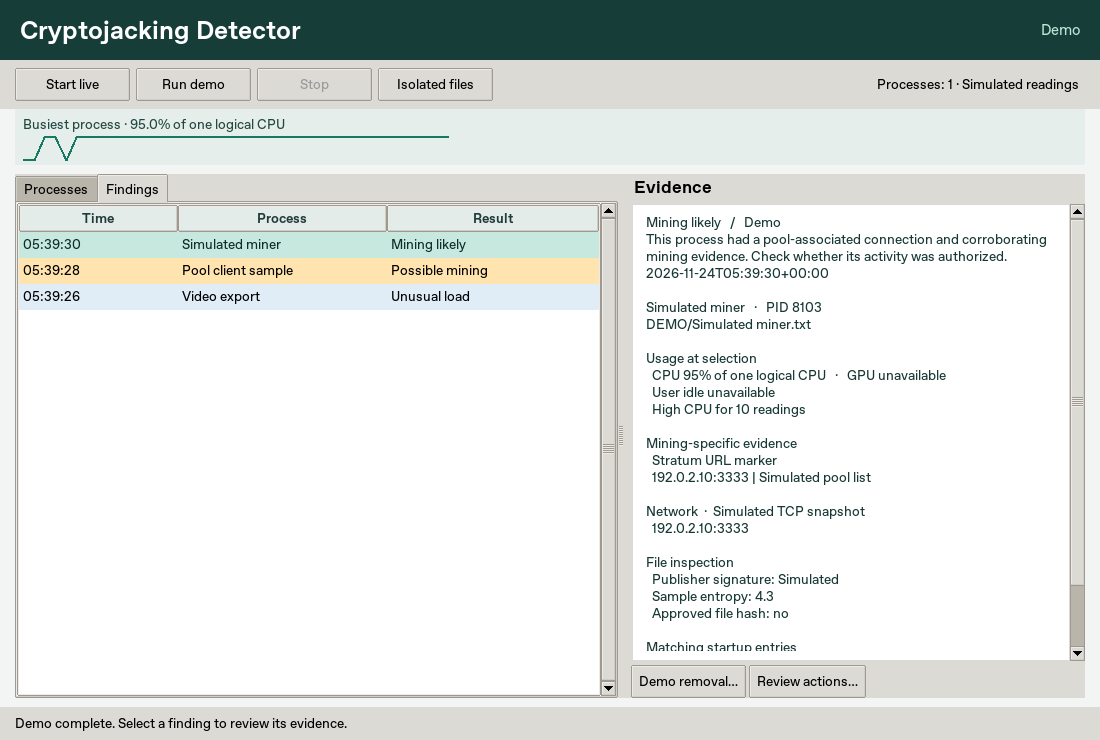 Cryptojacking Detector
Demo
Start live
Run demo
Stop
Isolated files
Processes: 1 · Simulated readings
Busiest process · 95.0% of one logical CPU
Processes
Findings
Time Process Result
05:39:30 Simulated miner Mining likely
05:39:28 Pool client sample Possible mining
05:39:26 Video export Unusual load
Evidence
Mining likely / Demo
This process had a pool-associated connection and corroborating
mining evidence. Check whether its activity was authorized.
2026-11-24T05:39:30+00:00
Simulated miner · PID 8103
DEMO/Simulated miner.txt
Usage at selection
CPU 95% of one logical CPU · GPU unavailable
User idle unavailable
High CPU for 10 readings
Mining-specific evidence
Stratum URL marker
192.0.2.10:3333 | Simulated pool list
Network · Simulated TCP snapshot
192.0.2.10:3333
File inspection
Publisher signature: Simulated
Sample entropy: 4.3
Approved file hash: no
Matching startup entries
Demo removal...
Review actions...
Demo complete. Select a finding to review its evidence.